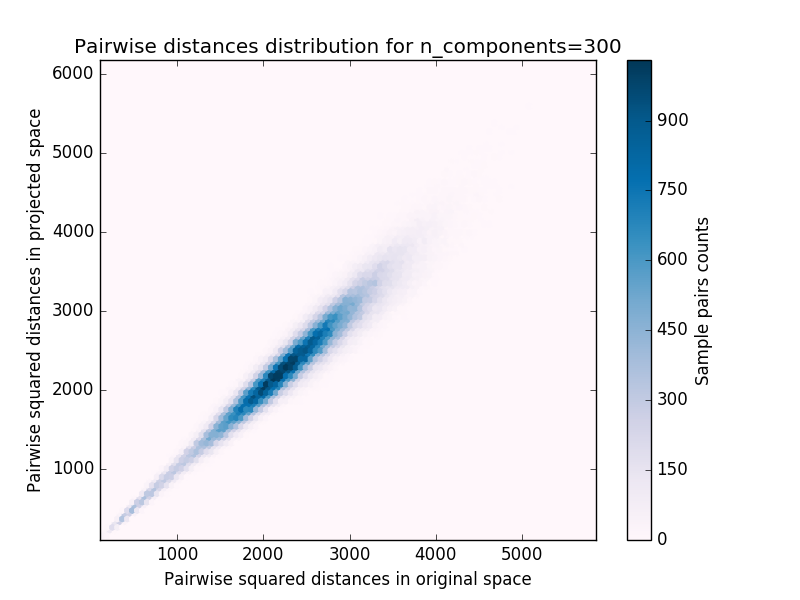 Pairwise distances distribution for n_components=300
Pairwise squared distances in projected space
6000
5000
4000
3000
2000
1000
1000 2000 3000 4000 5000
Pairwise squared distances in original space
900
750
600
450
300
150
0
Sample pairs counts